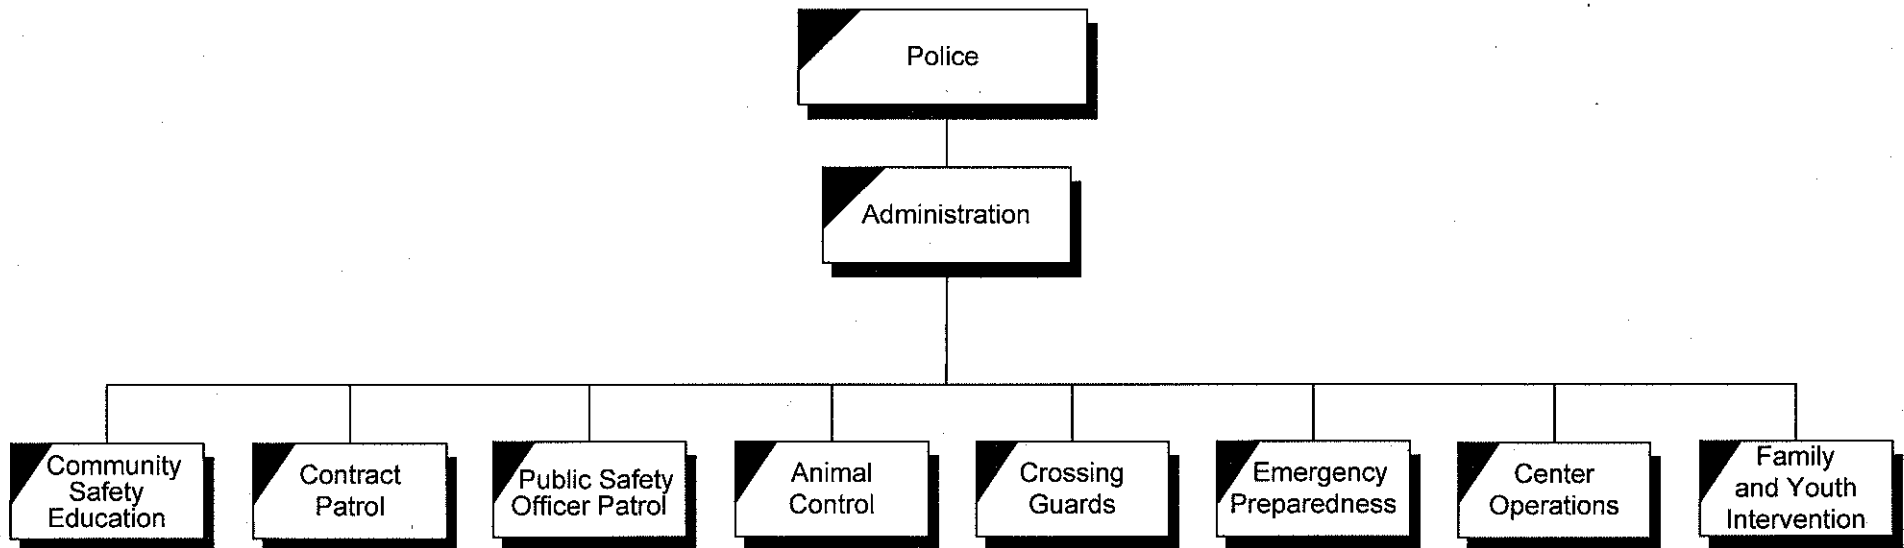 Police
Administration
Community
Safety
Education
Contract
Patrol
Public Safety
Officer Patrol
Animal
Control
Crossing
Guards
Emergency
Preparedness
Center
Operations
Family
and Youth
Intervention